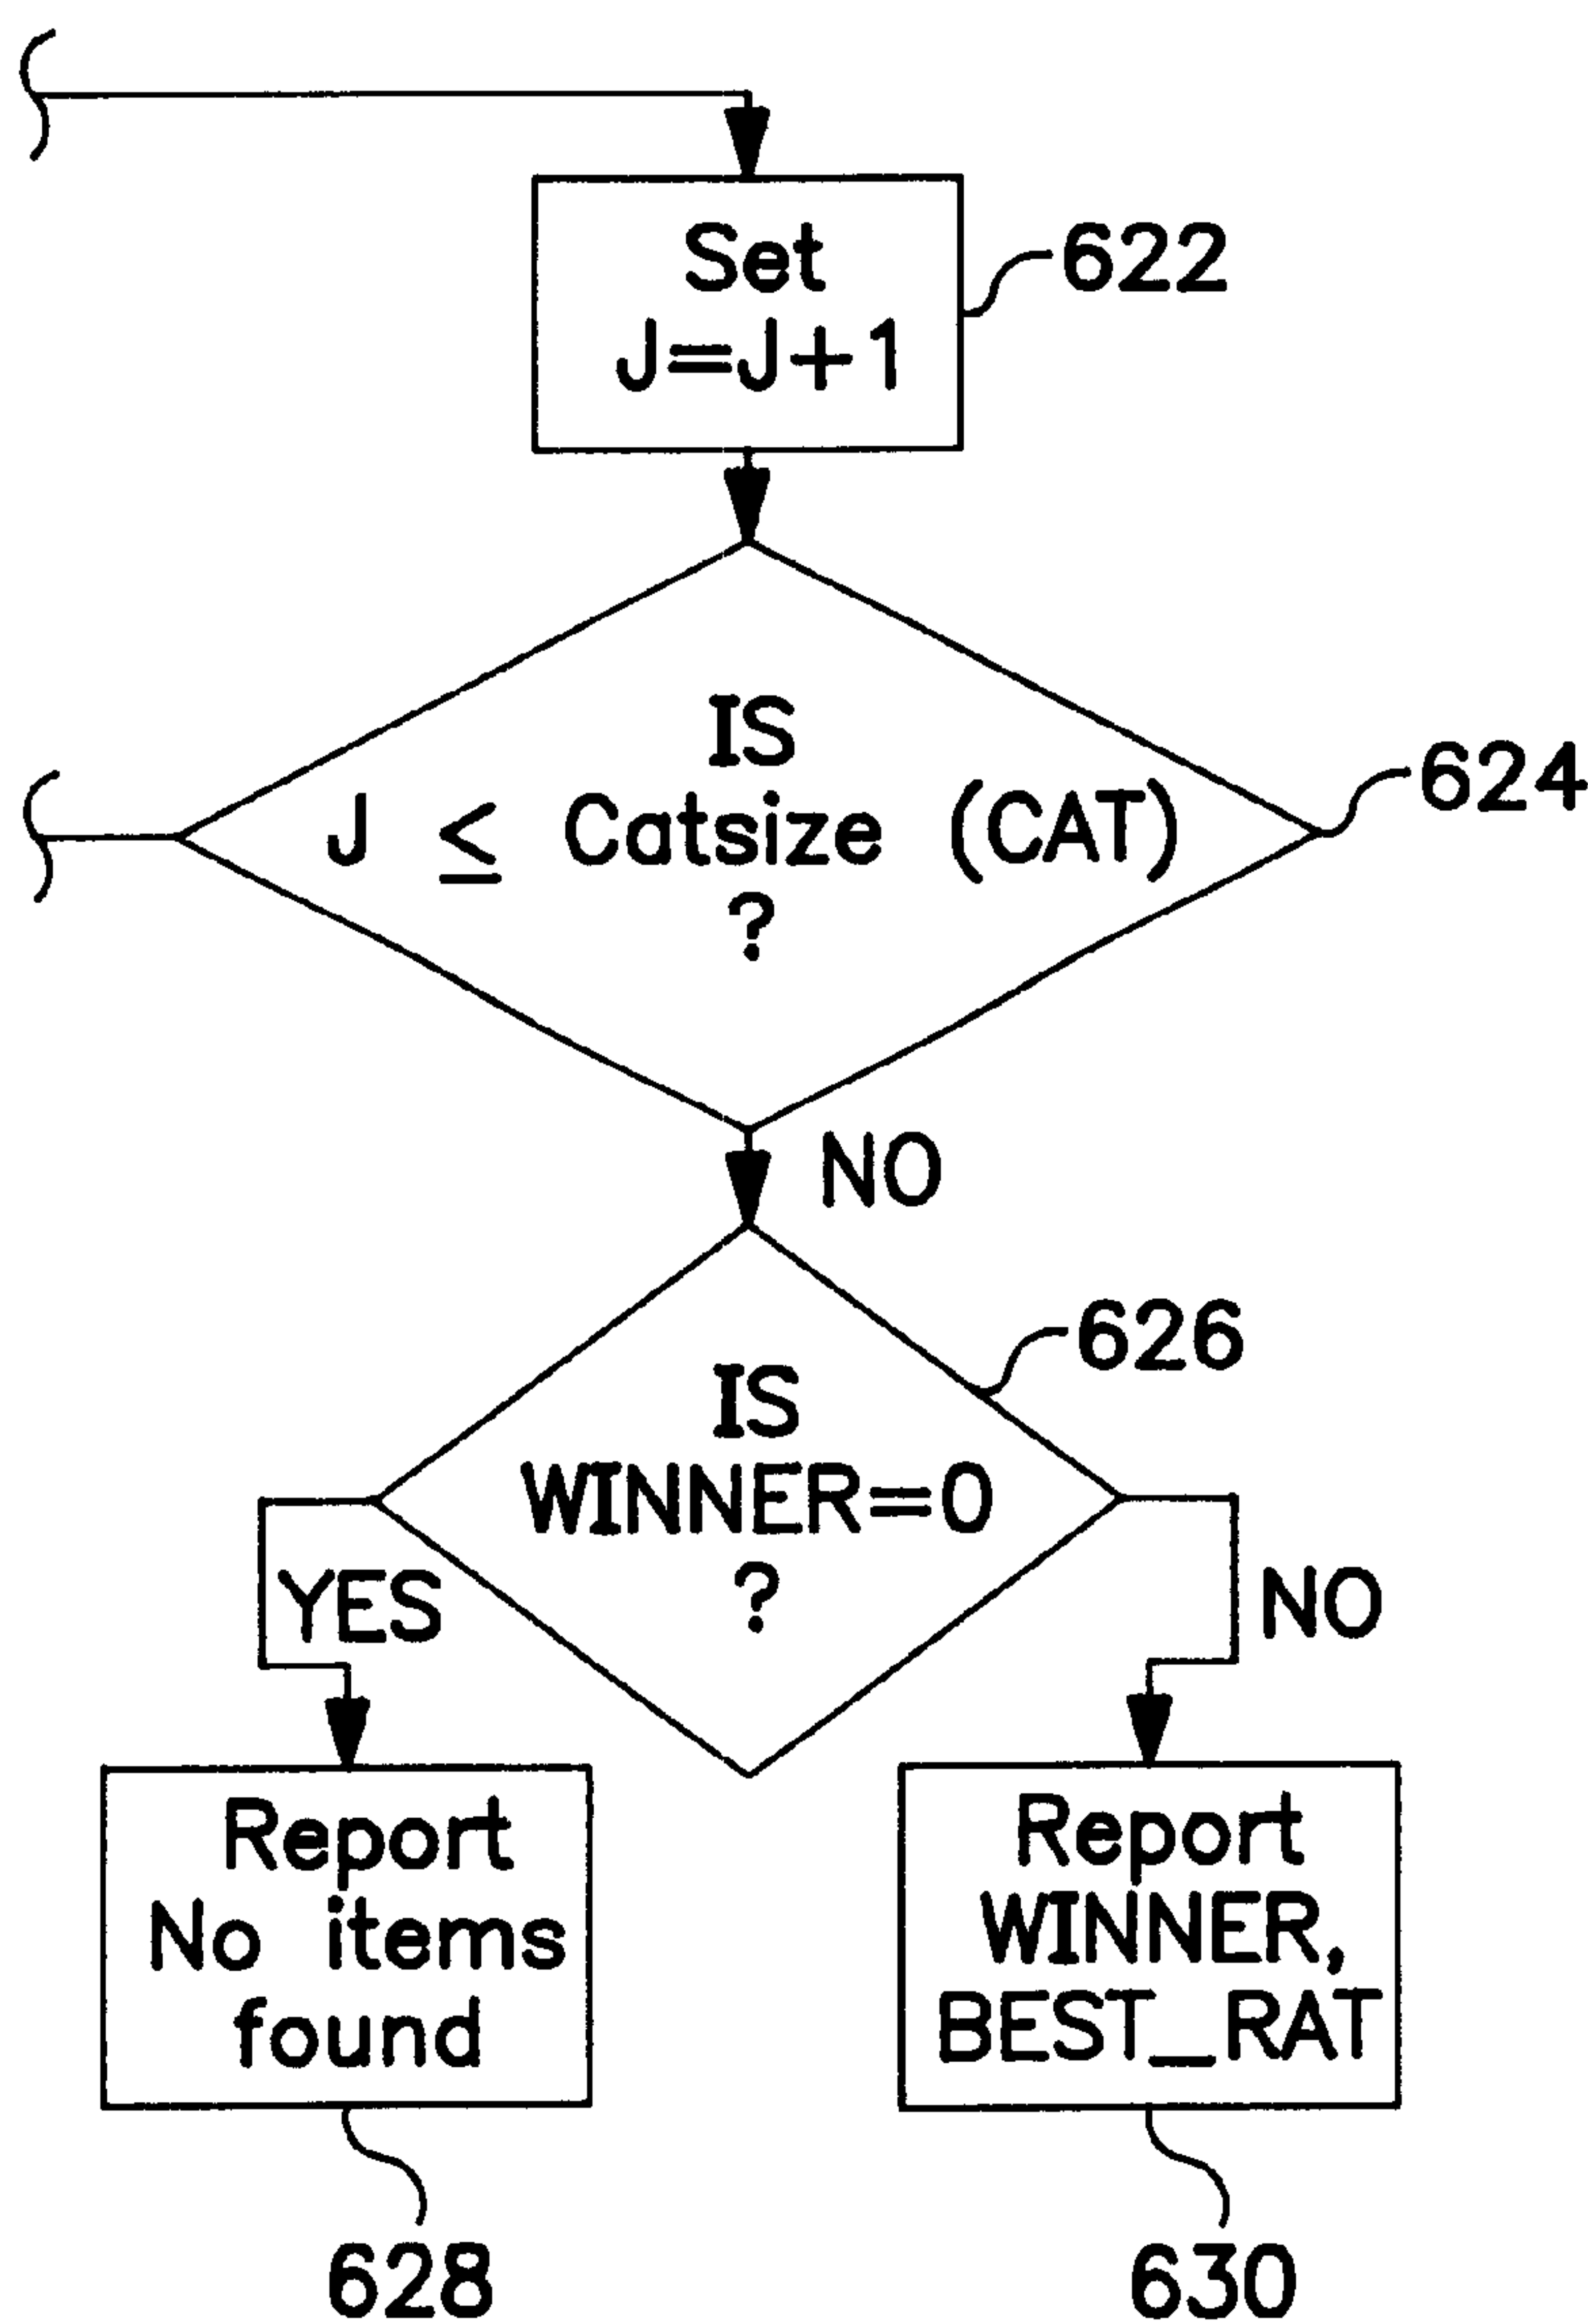 Set
J=J+1
622
IS
J ≤ Catsize (CAT)
?
624
NO
IS
WINNER=0
?
626
YES
NO
Report
No items
found
Report
WINNER,
BEST_RAT
628
630